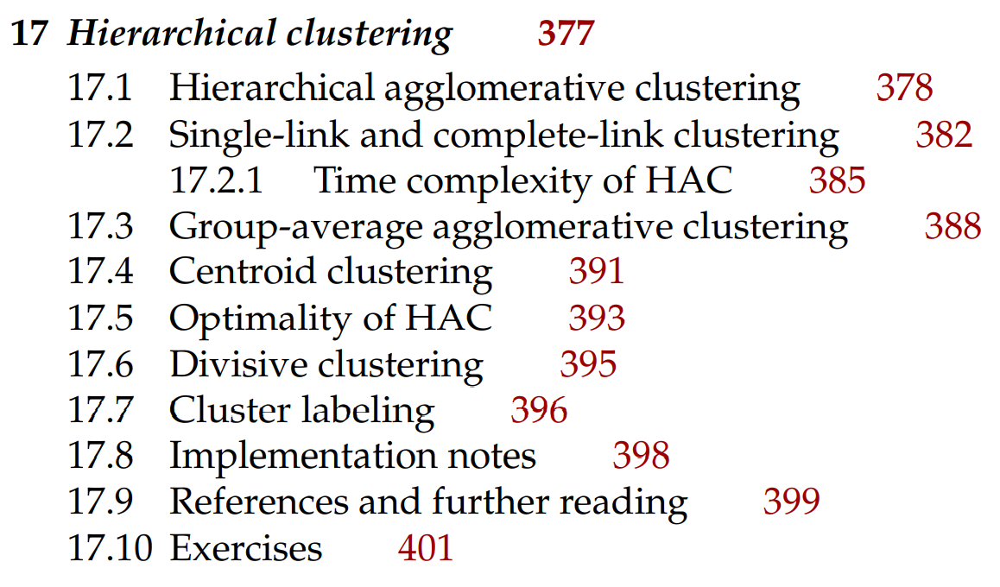 17 Hierarchical clustering 377
17.1 Hierarchical agglomerative clustering 378
17.2 Single-link and complete-link clustering 382
17.2.1 Time complexity of HAC 385
17.3 Group-average agglomerative clustering 388
17.4 Centroid clustering 391
17.5 Optimality of HAC 393
17.6 Divisive clustering 395
17.7 Cluster labeling 396
17.8 Implementation notes 398
17.9 References and further reading 399
17.10 Exercises 401